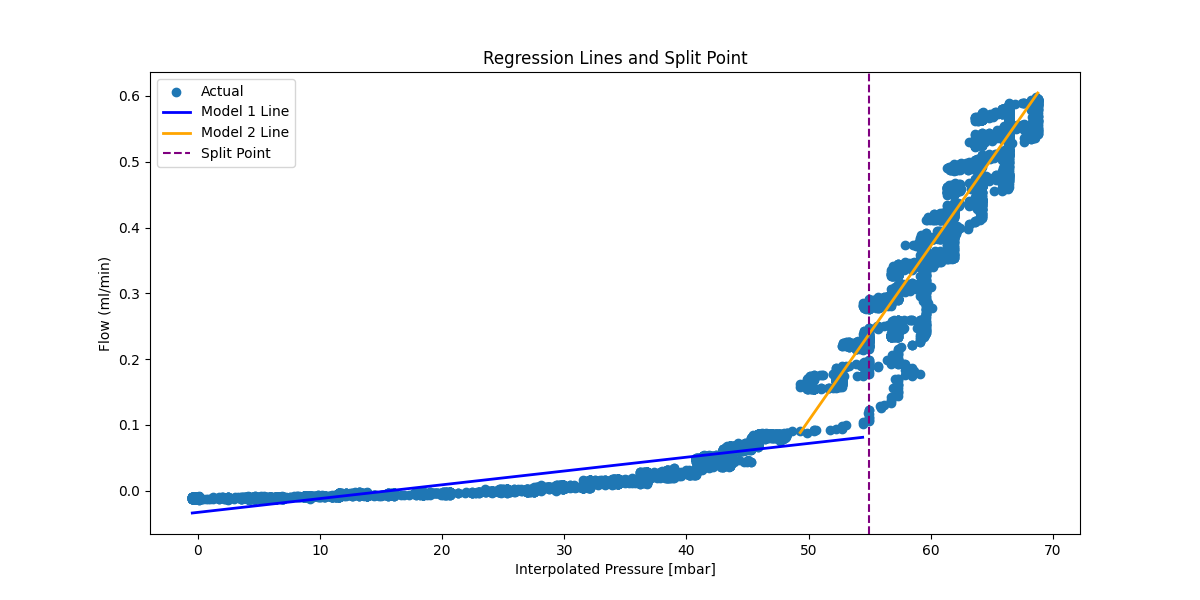 Regression Lines and Split Point
Actual
Model 1 Line
Model 2 Line
Split Point
Flow (ml/min)
0.6
0.5
0.4
0.3
0.2
0.1
0.0
0 10 20 30 40 50 60 70
Interpolated Pressure [mbar]